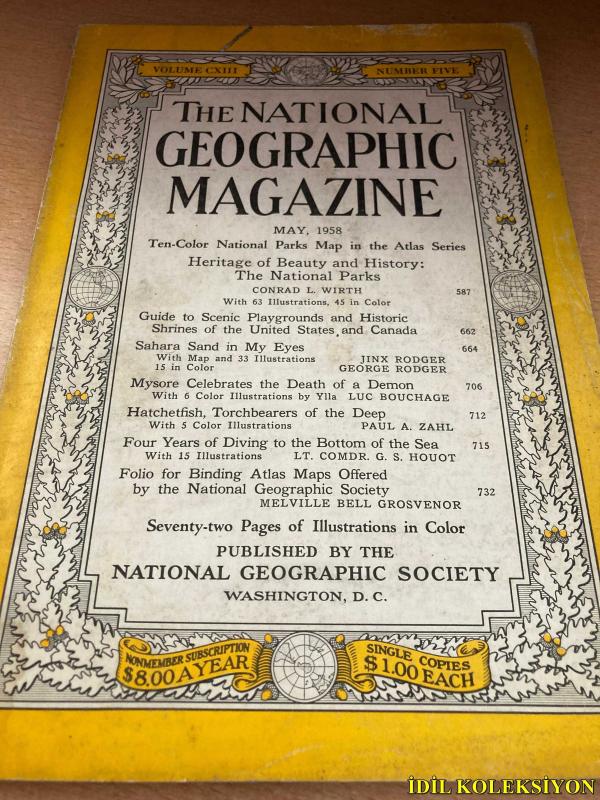 VOLUME CXIII NUMBER FIVE
THE NATIONAL
GEOGRAPHIC
MAGAZINE
MAY, 1958
Ten-Color National Parks Map in the Atlas Series
Heritage of Beauty and History:
The National Parks
CONRAD L. WIRTH 587
With 63 Illustrations, 45 in Color
Guide to Scenic Playgrounds and Historic
Shrines of the United States and Canada 662
Sahara Sand in My Eyes 664
With Map and 33 Illustrations JINX RODGER
15 in Color GEORGE RODGER
Mysore Celebrates the Death of a Demon 706
With 6 Color Illustrations by Ylla LUC BOUCHAGE
Hatchetfish, Torchbearers of the Deep 712
With 5 Color Illustrations PAUL A. ZAHL
Four Years of Diving to the Bottom of the Sea 715
With 15 Illustrations LT. COMDR. G. S. HOUOT
Folio for Binding Atlas Maps Offered
by the National Geographic Society 732
MELVILLE BELL GROSVENOR
Seventy-two Pages of Illustrations in Color
PUBLISHED BY THE
NATIONAL GEOGRAPHIC SOCIETY
WASHINGTON, D. C.
NONMEMBER SUBSCRIPTION
$8.00 A YEAR
SINGLE COPIES
$1.00 EACH
İDİL KOLEKSİYON